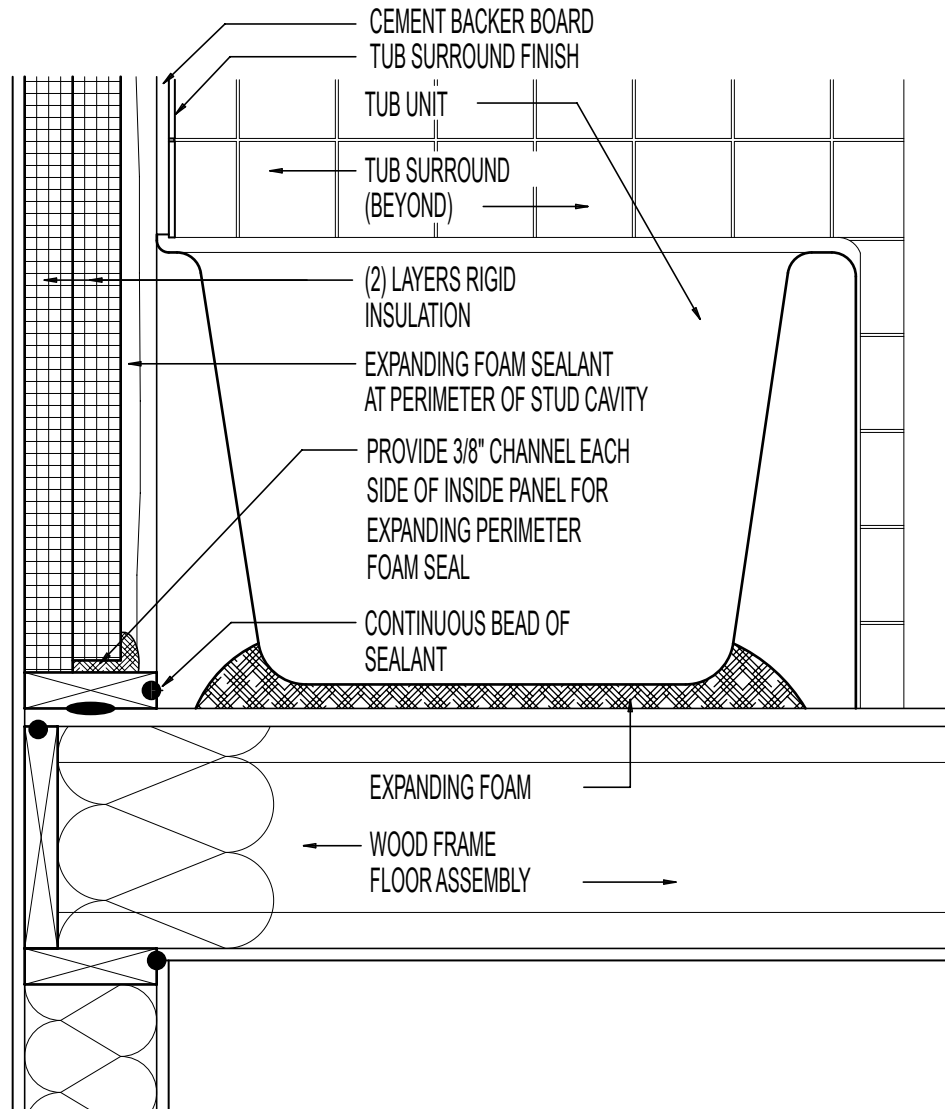 CEMENT BACKER BOARD
TUB SURROUND FINISH
TUB UNIT
TUB SURROUND
(BEYOND)
(2) LAYERS RIGID
INSULATION
EXPANDING FOAM SEALANT
AT PERIMETER OF STUD CAVITY
PROVIDE 3/8" CHANNEL EACH
SIDE OF INSIDE PANEL FOR
EXPANDING PERIMETER
FOAM SEAL
CONTINUOUS BEAD OF
SEALANT
EXPANDING FOAM
WOOD FRAME
FLOOR ASSEMBLY